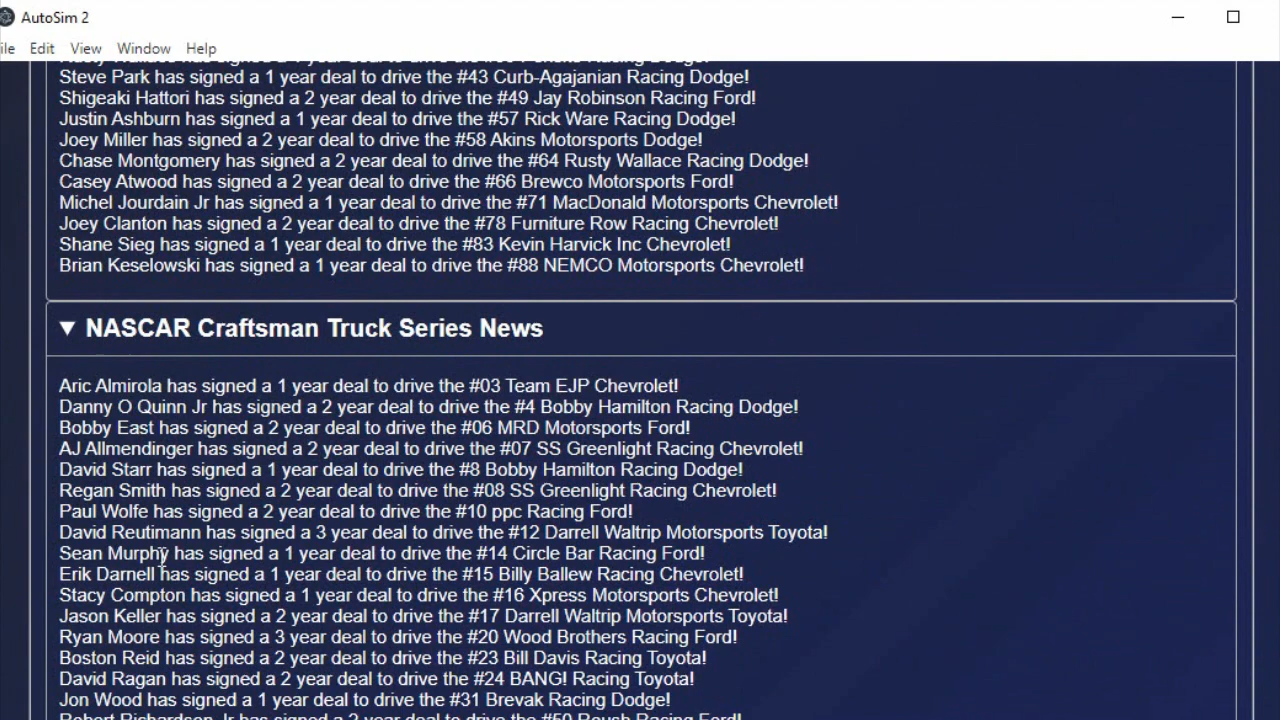 AutoSim 2
ile Edit View Window Help
Steve Park has signed a 1 year deal to drive the #43 Curb-Agajanian Racing Dodge!
Shigeaki Hattori has signed a 2 year deal to drive the #49 Jay Robinson Racing Ford!
Justin Ashburn has signed a 1 year deal to drive the #57 Rick Ware Racing Dodge!
Joey Miller has signed a 2 year deal to drive the #58 Akins Motorsports Dodge!
Chase Montgomery has signed a 2 year deal to drive the #64 Rusty Wallace Racing Dodge!
Casey Atwood has signed a 2 year deal to drive the #66 Brewco Motorsports Ford!
Michel Jourdain Jr has signed a 1 year deal to drive the #71 MacDonald Motorsports Chevrolet!
Joey Clanton has signed a 2 year deal to drive the #78 Furniture Row Racing Chevrolet!
Shane Sieg has signed a 1 year deal to drive the #83 Kevin Harvick Inc Chevrolet!
Brian Keselowski has signed a 1 year deal to drive the #88 NEMCO Motorsports Chevrolet!
▼ NASCAR Craftsman Truck Series News
Aric Almirola has signed a 1 year deal to drive the #03 Team EJP Chevrolet!
Danny O Quinn Jr has signed a 2 year deal to drive the #4 Bobby Hamilton Racing Dodge!
Bobby East has signed a 2 year deal to drive the #06 MRD Motorsports Ford!
AJ Allmendinger has signed a 2 year deal to drive the #07 SS Greenlight Racing Chevrolet!
David Starr has signed a 1 year deal to drive the #8 Bobby Hamilton Racing Dodge!
Regan Smith has signed a 2 year deal to drive the #08 SS Greenlight Racing Chevrolet!
Paul Wolfe has signed a 2 year deal to drive the #10 ppc Racing Ford!
David Reutimann has signed a 3 year deal to drive the #12 Darrell Waltrip Motorsports Toyota!
Sean Murphy has signed a 1 year deal to drive the #14 Circle Bar Racing Ford!
Erik Darnell has signed a 1 year deal to drive the #15 Billy Ballew Racing Chevrolet!
Stacy Compton has signed a 1 year deal to drive the #16 Xpress Motorsports Chevrolet!
Jason Keller has signed a 2 year deal to drive the #17 Darrell Waltrip Motorsports Toyota!
Ryan Moore has signed a 3 year deal to drive the #20 Wood Brothers Racing Ford!
Boston Reid has signed a 2 year deal to drive the #23 Bill Davis Racing Toyota!
David Ragan has signed a 2 year deal to drive the #24 BANG! Racing Toyota!
Jon Wood has signed a 1 year deal to drive the #31 Brevak Racing Dodge!
Robert Richardson Jr has signed a 2 year deal to drive the #50 Roush Racing Ford!